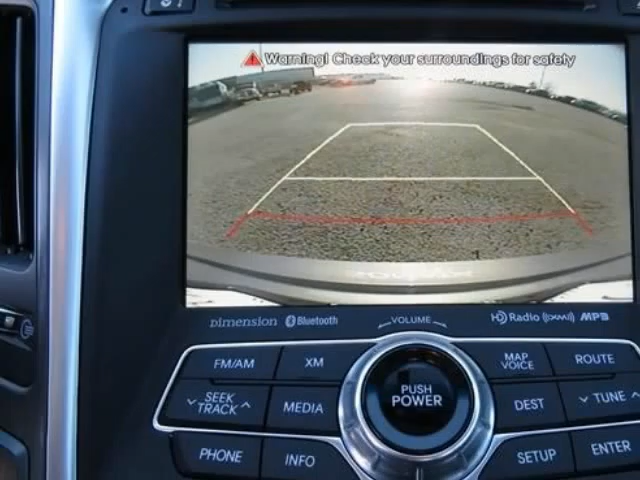 Warning! Check your surroundings for safety
Dimension Bluetooth VOLUME HD Radio (XM) MP3
FM/AM XM MAP VOICE ROUTE
SEEK TRACK MEDIA PUSH POWER DEST TUNE
PHONE INFO SETUP ENTER